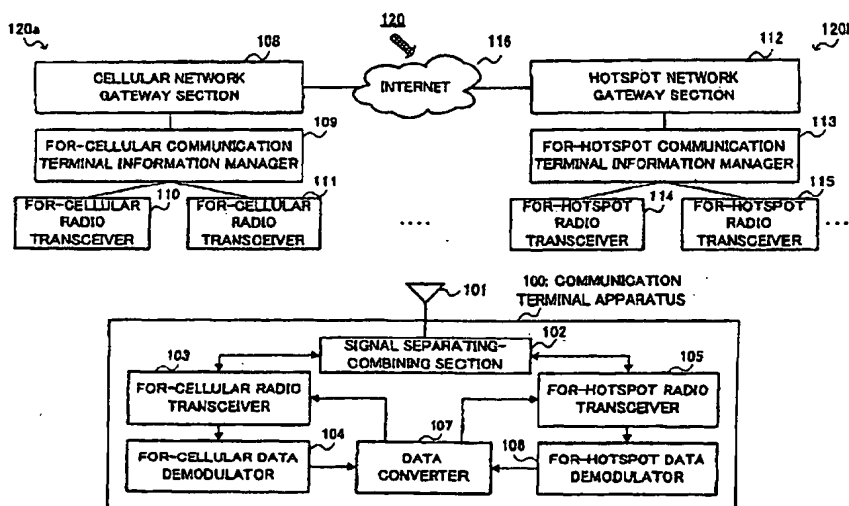 120a
108
120
116
112
120b
CELLULAR NETWORK
GATEWAY SECTION
INTERNET
HOTSPOT NETWORK
GATEWAY SECTION
109
113
FOR-CELLULAR COMMUNICATION
TERMINAL INFORMATION MANAGER
FOR-HOTSPOT COMMUNICATION
TERMINAL INFORMATION MANAGER
110
111
114
115
FOR-CELLULAR
RADIO
TRANSCEIVER
FOR-CELLULAR
RADIO
TRANSCEIVER
....
FOR-HOTSPOT
RADIO
TRANSCEIVER
FOR-HOTSPOT
RADIO
TRANSCEIVER
...
101
100: COMMUNICATION
TERMINAL APPARATUS
102
SIGNAL SEPARATING-
COMBINING SECTION
103
105
FOR-CELLULAR RADIO
TRANSCEIVER
FOR-HOTSPOT RADIO
TRANSCEIVER
104
107
106
FOR-CELLULAR DATA
DEMODULATOR
DATA
CONVERTER
FOR-HOTSPOT DATA
DEMODULATOR